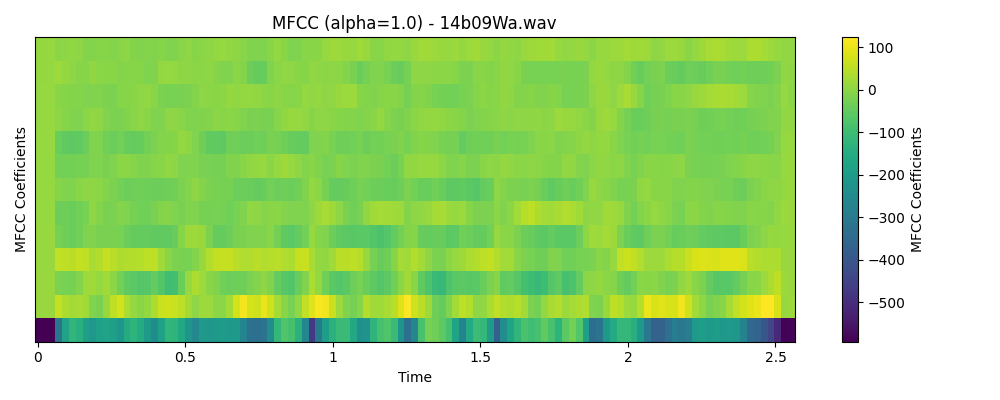 MFCC (alpha=1.0) - 14b09Wa.wav
MFCC Coefficients
0 0.5 1 1.5 2 2.5
Time
100
0
−100
−200
−300
−400
−500
MFCC Coefficients